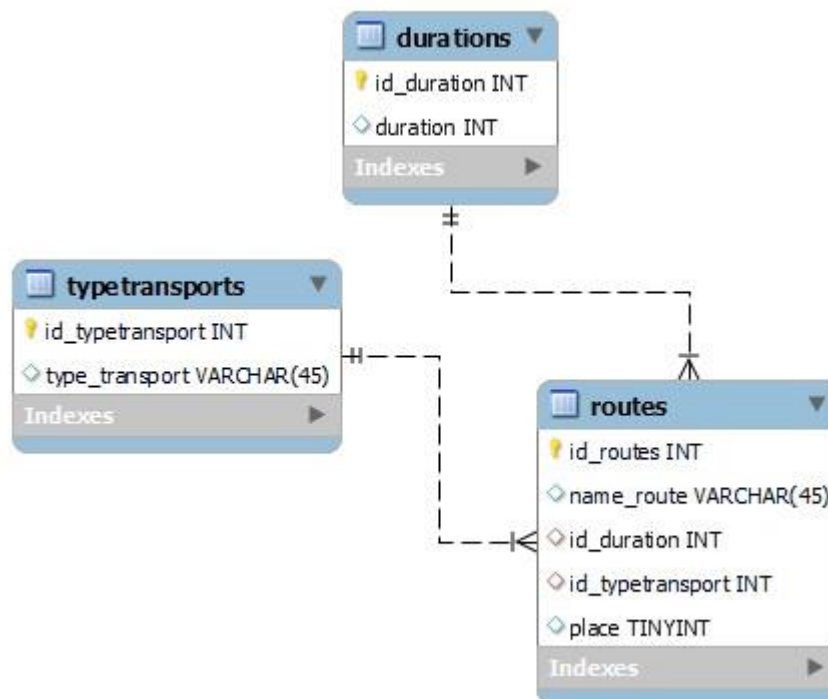 durations
id_duration INT
duration INT
Indexes
typetransports
id_typetransport INT
type_transport VARCHAR(45)
Indexes
routes
id_routes INT
name_route VARCHAR(45)
id_duration INT
id_typetransport INT
place TINYINT
Indexes